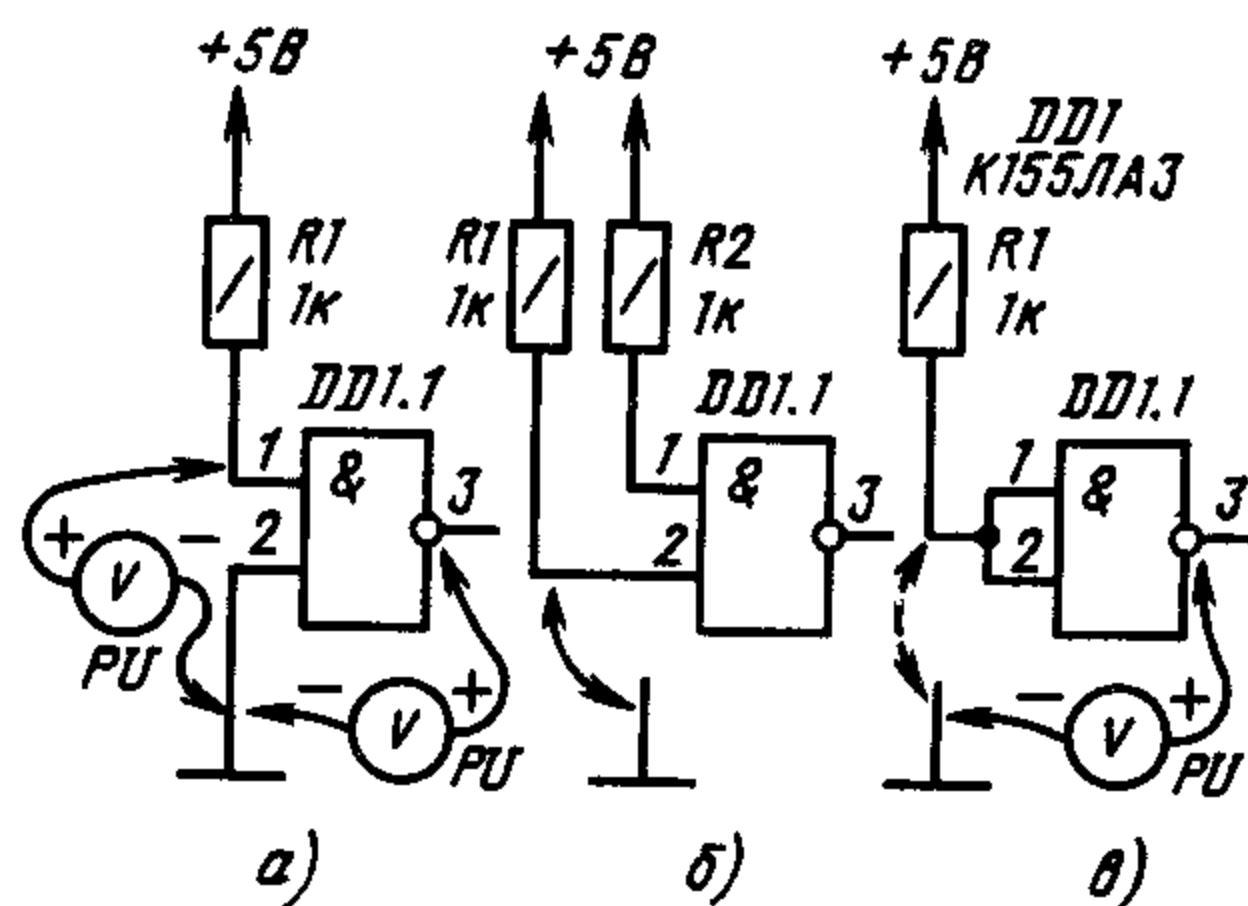 +5В
+5В
+5В
DD1
К155ЛА3
R1
1к
R1
1к
R2
1к
R1
1к
DD1.1
DD1.1
DD1.1
1
&
2
3
1
&
2
3
1
&
2
3
+
V
-
PU
-
V
+
PU
-
V
+
PU
а)
б)
в)